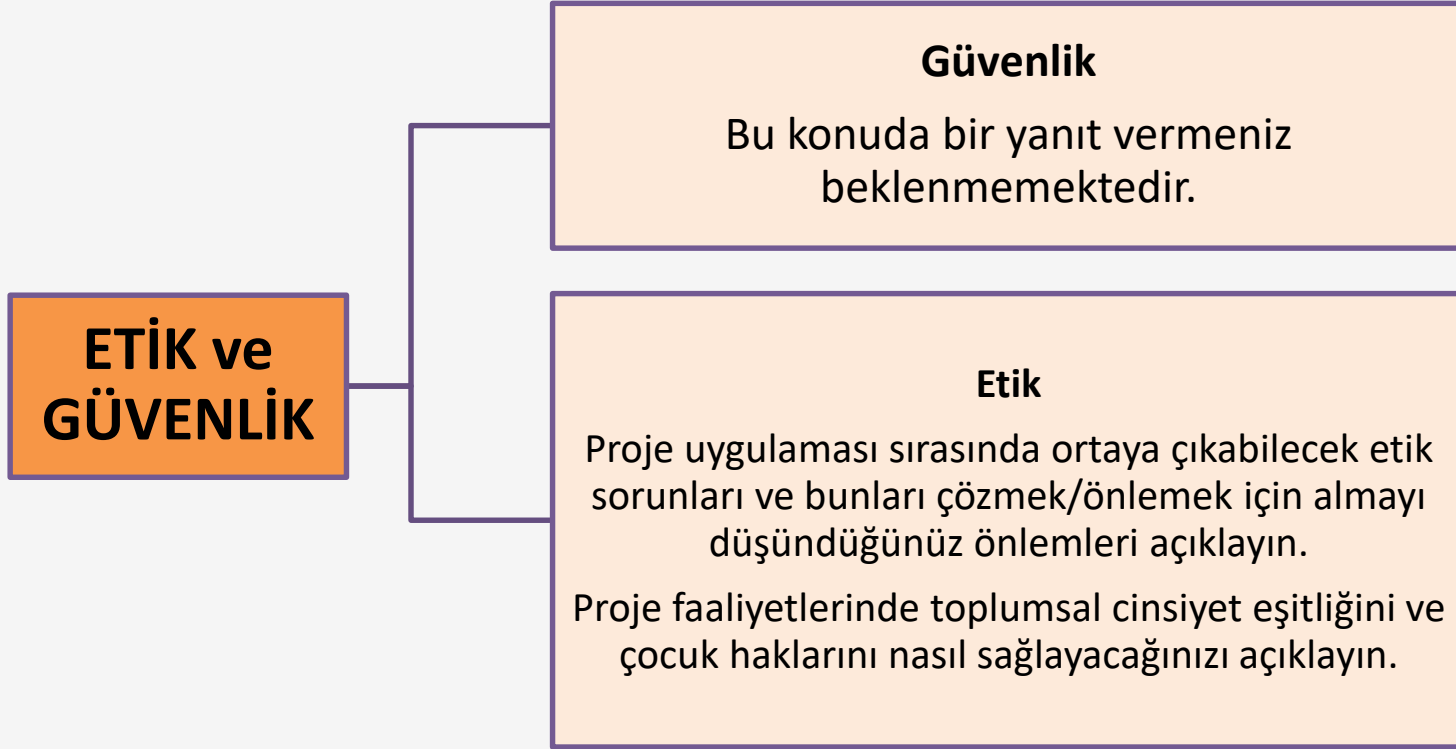 ETİK ve
GÜVENLİK
Güvenlik
Bu konuda bir yanıt vermeniz
beklenmemektedir.
Etik
Proje uygulaması sırasında ortaya çıkabilecek etik
sorunları ve bunları çözmek/önlemek için almayı
düşündüğünüz önlemleri açıklayın.
Proje faaliyetlerinde toplumsal cinsiyet eşitliğini ve
çocuk haklarını nasıl sağlayacağınızı açıklayın.